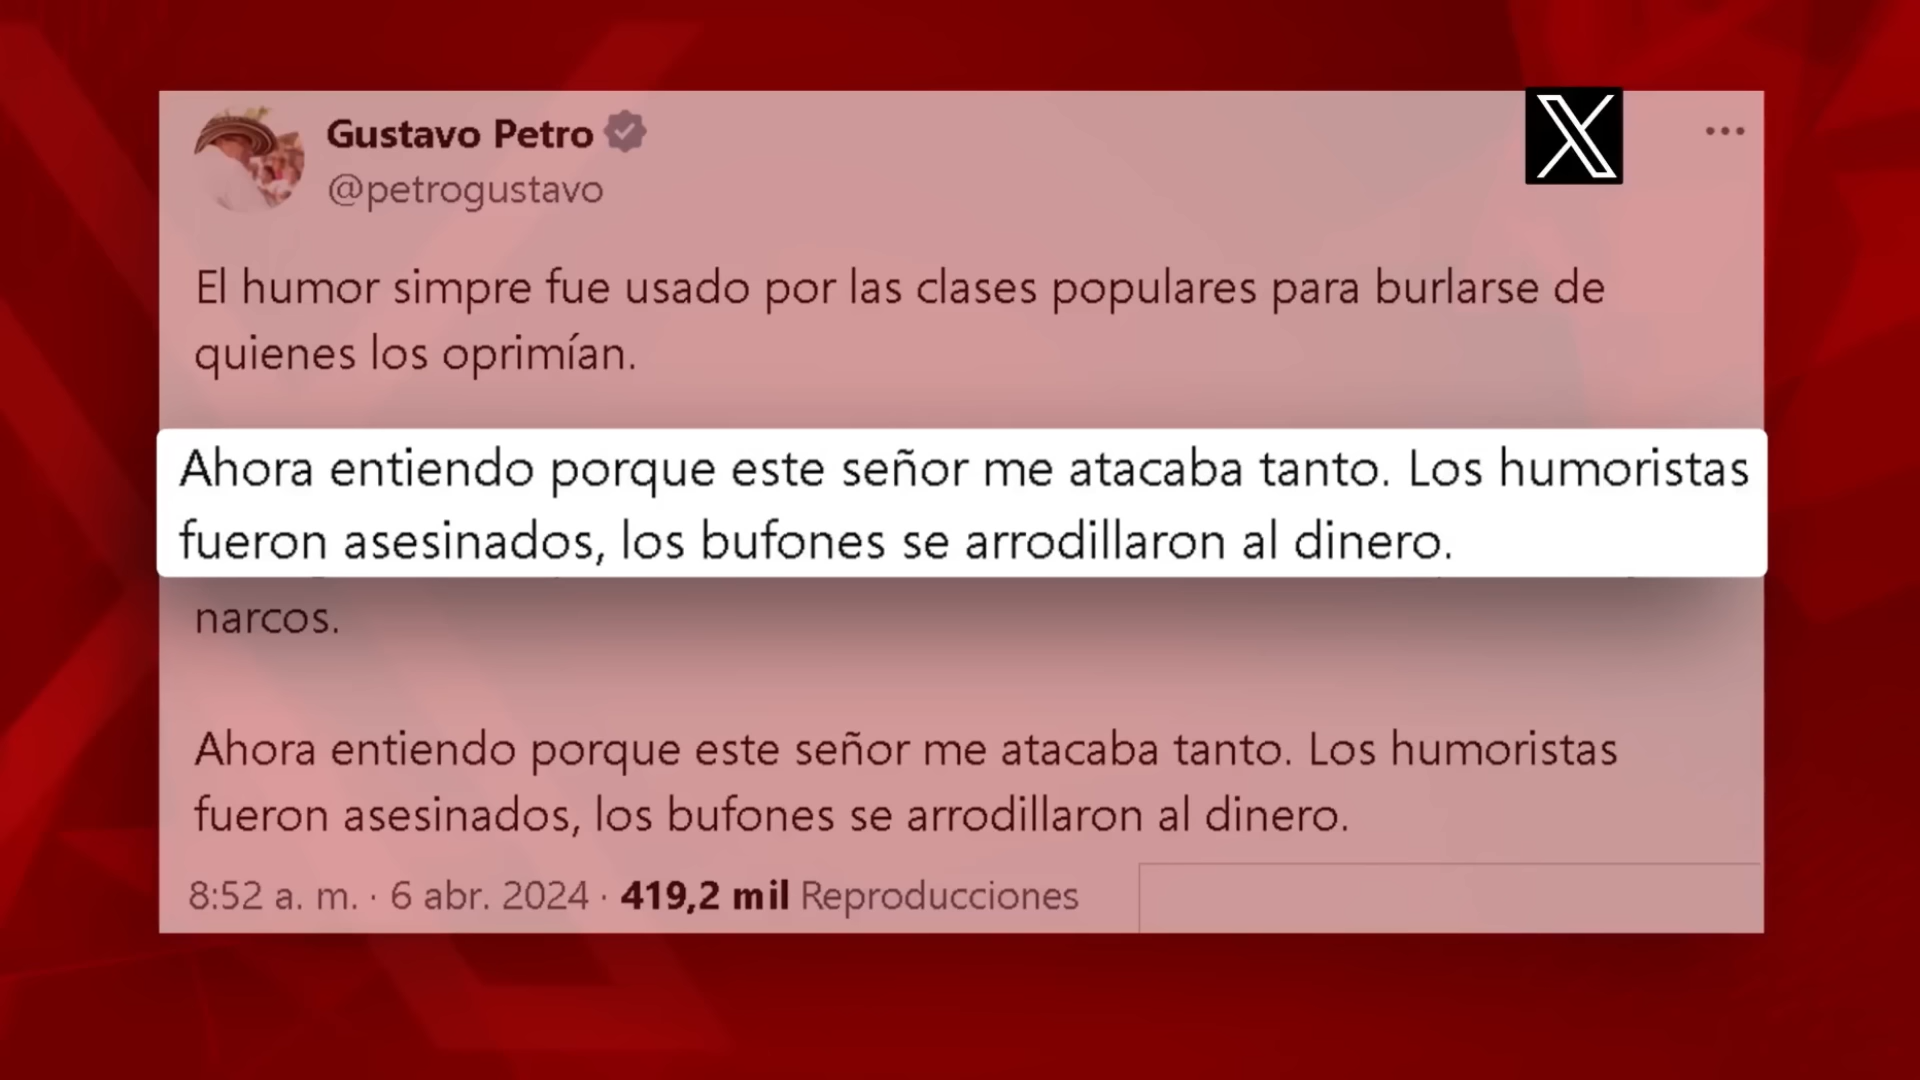 Gustavo Petro
@petrogustavo
El humor simpre fue usado por las clases populares para burlarse de
quienes los oprimían.
Ahora entiendo porque este señor me atacaba tanto. Los humoristas
fueron asesinados, los bufones se arrodillaron al dinero.
narcos.
Ahora entiendo porque este señor me atacaba tanto. Los humoristas
fueron asesinados, los bufones se arrodillaron al dinero.
8:52 a. m. · 6 abr. 2024 · 419,2 mil Reproducciones